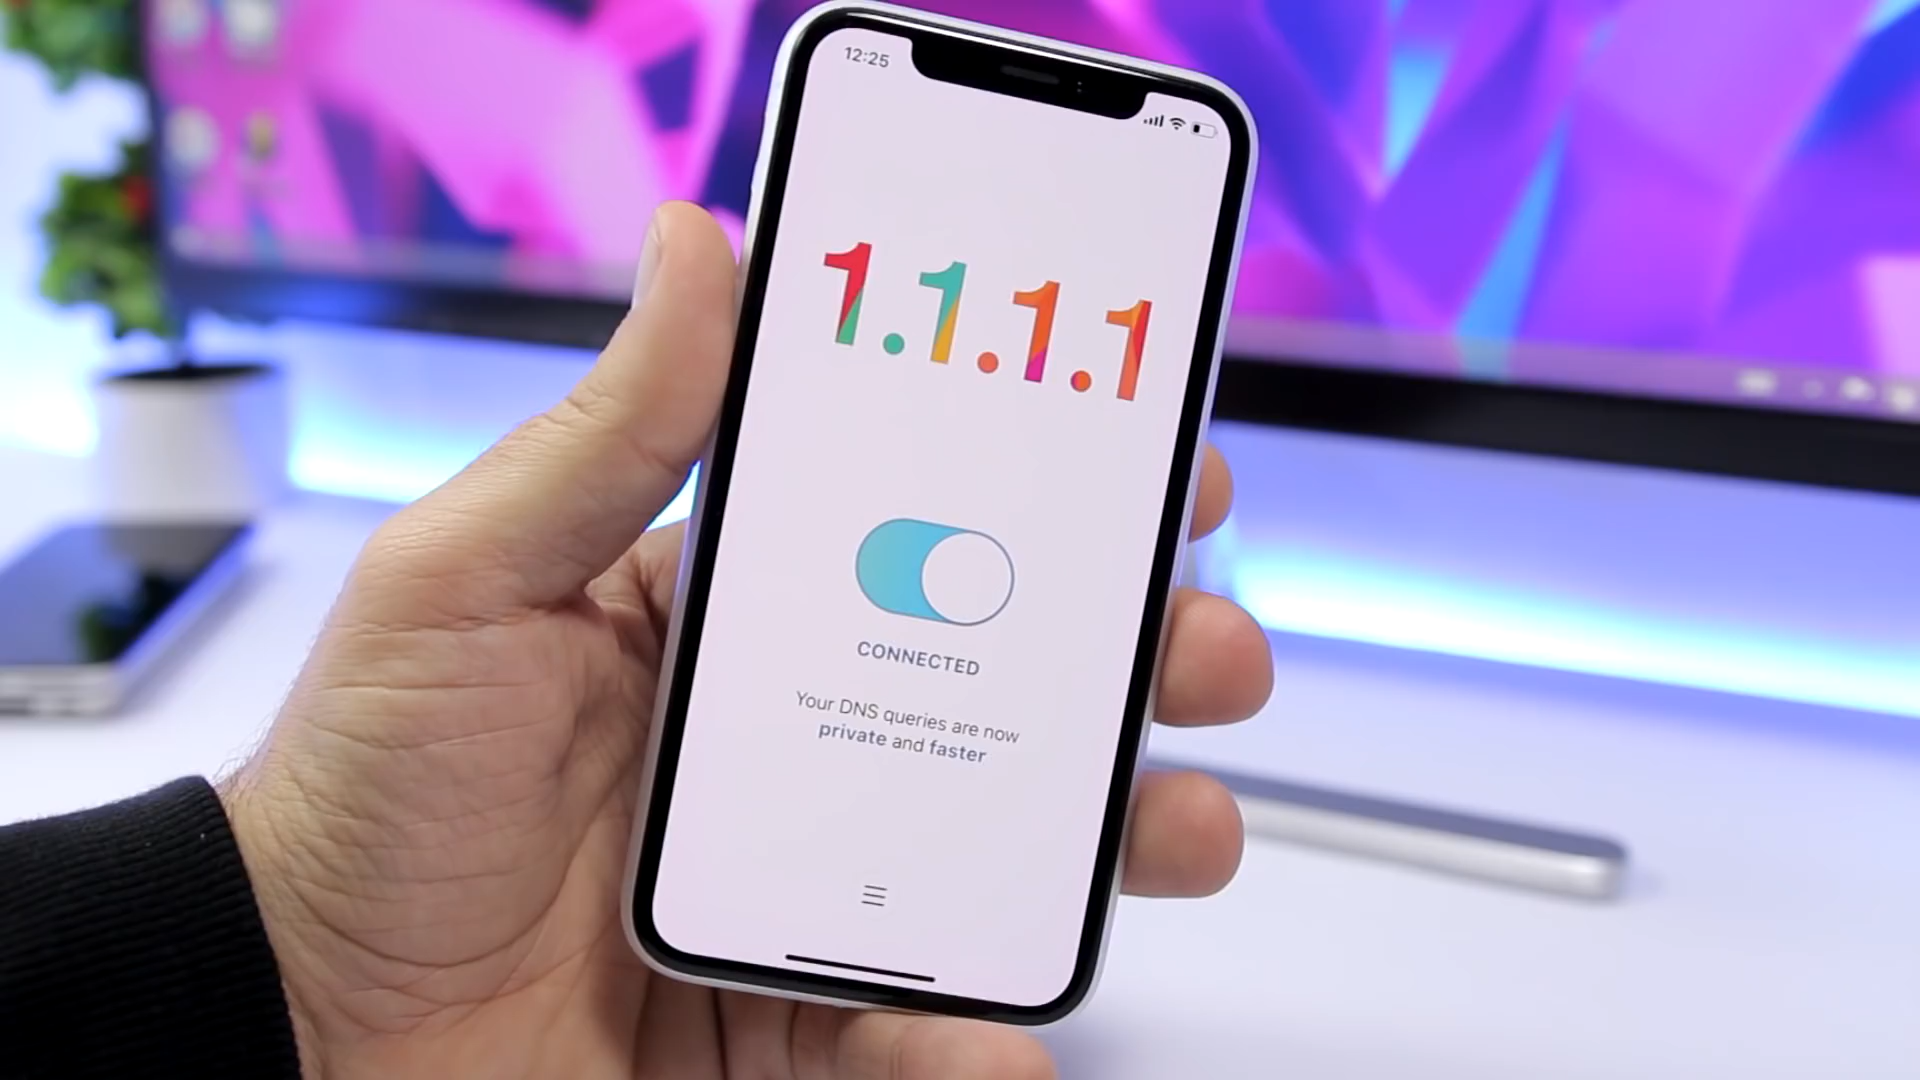 12:25
1.1.1.1
CONNECTED
Your DNS queries are now
private and faster